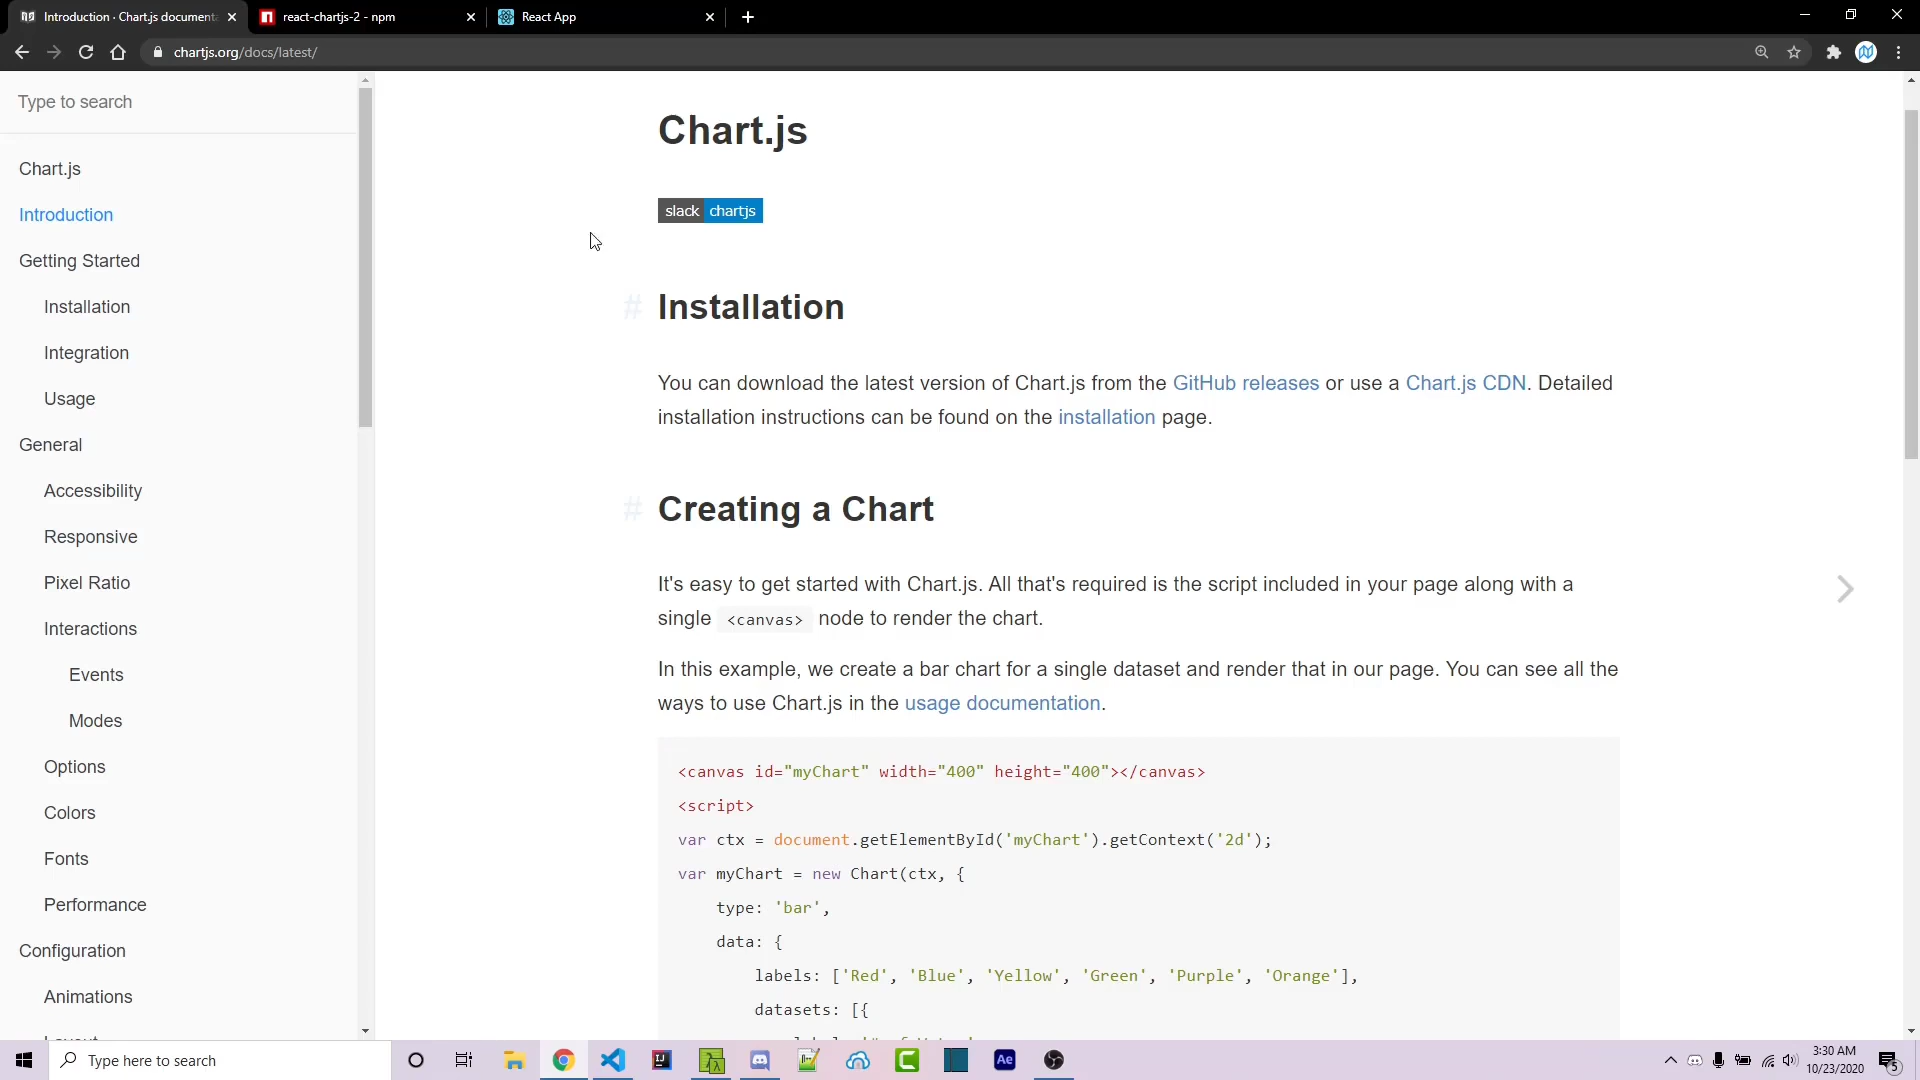 Introduction · Chart.js documenta
react-chartjs-2 - npm
React App
chartjs.org/docs/latest/
Type to search
Chart.js
Introduction
Getting Started
Installation
Integration
Usage
General
Accessibility
Responsive
Pixel Ratio
Interactions
Events
Modes
Options
Colors
Fonts
Performance
Configuration
Animations
Chart.js
slack chartjs
# Installation
You can download the latest version of Chart.js from the GitHub releases or use a Chart.js CDN. Detailed
installation instructions can be found on the installation page.
# Creating a Chart
It's easy to get started with Chart.js. All that's required is the script included in your page along with a
single <canvas> node to render the chart.
In this example, we create a bar chart for a single dataset and render that in our page. You can see all the
ways to use Chart.js in the usage documentation.
<canvas id="myChart" width="400" height="400"></canvas>
<script>
var ctx = document.getElementById('myChart').getContext('2d');
var myChart = new Chart(ctx, {
type: 'bar',
data: {
labels: ['Red', 'Blue', 'Yellow', 'Green', 'Purple', 'Orange'],
datasets: [{
Type here to search
IJ
Ae
3:30 AM
10/23/2020
5